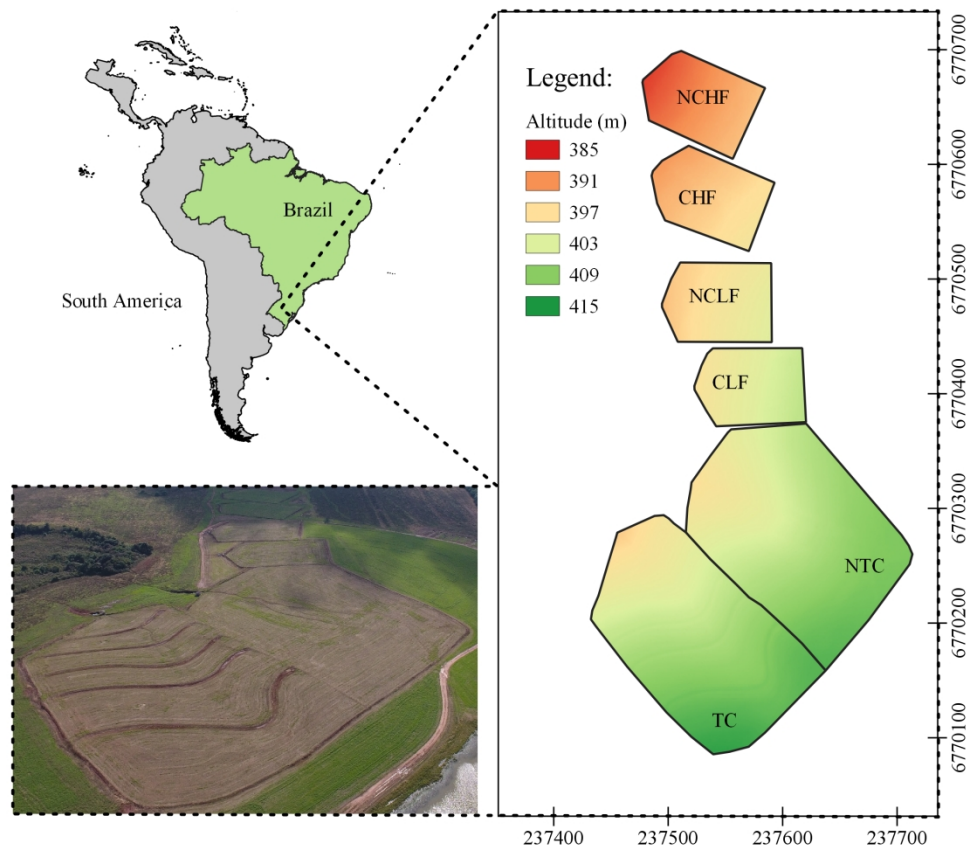 Brazil
South America
Legend:
Altitude (m)
385
391
397
403
409
415
NCHF
CHF
NCLF
CLF
NTC
TC
6770700
6770600
6770500
6770400
6770300
6770200
6770100
237400
237500
237600
237700